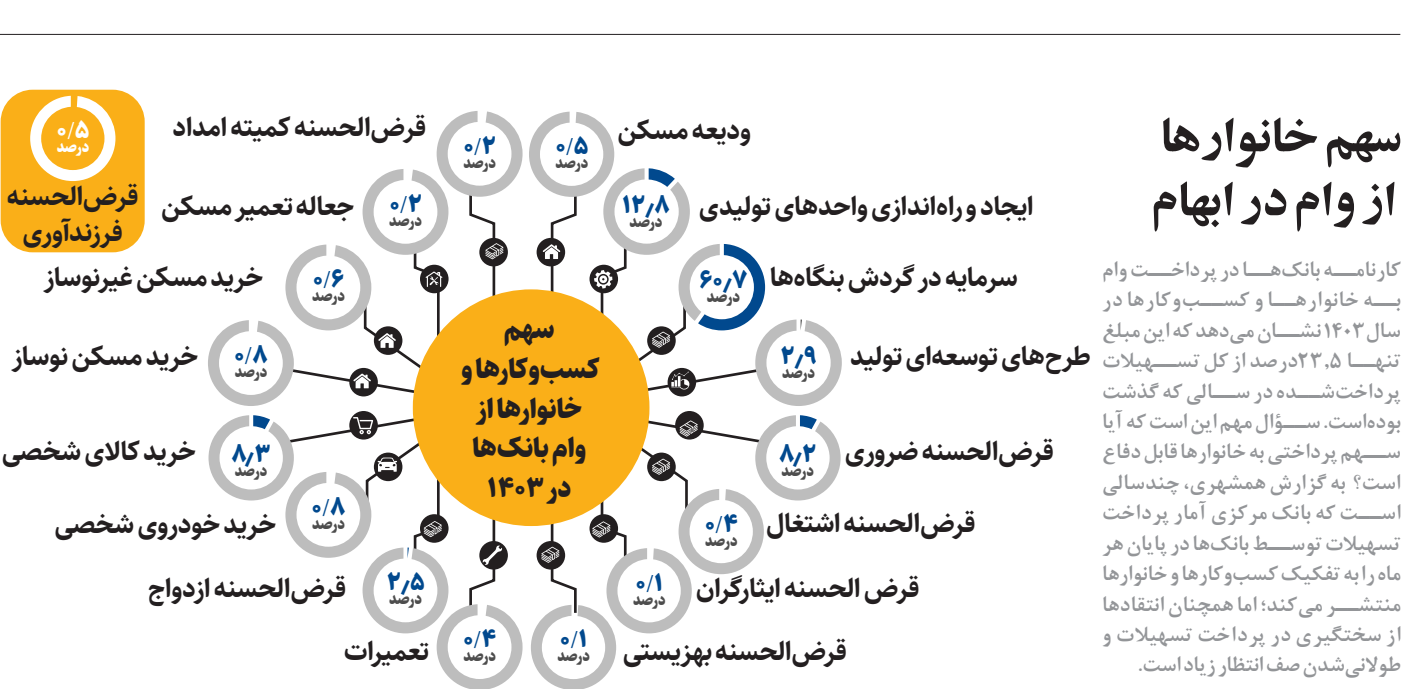 سهم خانوارها
از وام در ابهام
کارنامه بانک‌ها در پرداخت وام
به خانوارها و کسب‌وکارها در
سال ۱۴۰۳ نشان می‌دهد که این مبلغ
تنها ۲۳٫۵درصد از کل تسهیلات
پرداخت‌شده در سالی که گذشت
بوده‌است. سؤال مهم این است که آیا
سهم پرداختی به خانوارها قابل دفاع
است؟ به گزارش همشهری، چندسالی
است که بانک مرکزی آمار پرداخت
تسهیلات توسط بانک‌ها در پایان هر
ماه را به تفکیک کسب‌وکارها و خانوارها
منتشر می‌کند؛ اما همچنان انتقادها
از سختگیری در پرداخت تسهیلات و
طولانی‌شدن صف انتظار زیاد است.
سهم
کسب‌وکارها و
خانوارها از
وام بانک‌ها
در ۱۴۰۳
ودیعه مسکن
۰/۵
درصد
ایجاد و راه‌اندازی واحدهای تولیدی
۱۲٫۸
درصد
سرمایه در گردش بنگاه‌ها
۶۰٫۷
درصد
طرح‌های توسعه‌ای تولید
۲٫۹
درصد
قرض‌الحسنه ضروری
۸٫۲
درصد
قرض‌الحسنه اشتغال
۰/۴
درصد
قرض الحسنه ایثارگران
۰/۱
درصد
قرض‌الحسنه بهزیستی
۰/۱
درصد
قرض‌الحسنه کمیته امداد
۰/۲
درصد
جعاله تعمیر مسکن
۰/۲
درصد
خرید مسکن غیرنوساز
۰/۶
درصد
خرید مسکن نوساز
۰/۸
درصد
خرید کالای شخصی
۸٫۳
درصد
خرید خودروی شخصی
۰/۸
درصد
قرض‌الحسنه ازدواج
۲٫۵
درصد
تعمیرات
۰/۴
درصد
۰/۵
درصد
قرض‌الحسنه
فرزندآوری